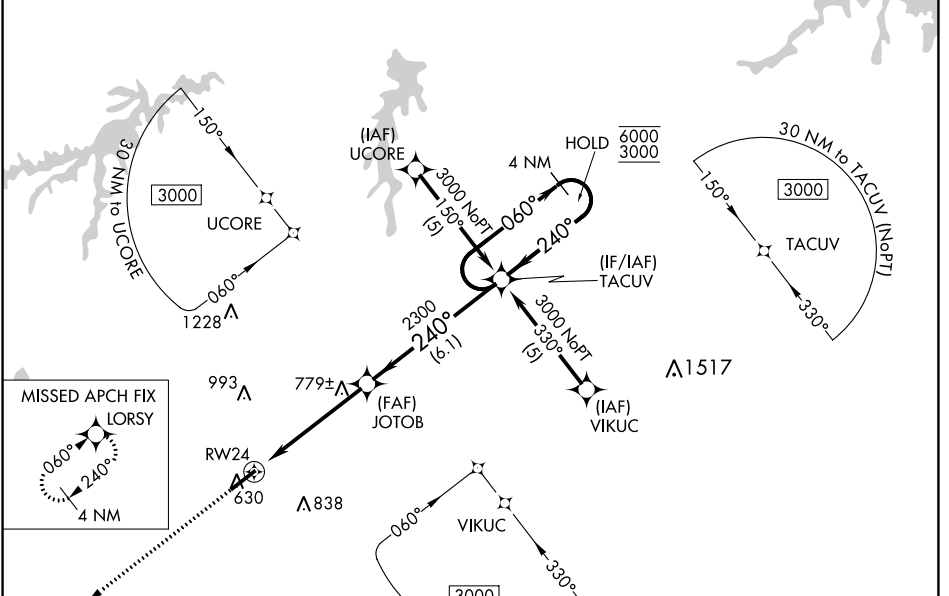 30 NM to UCORE
150°
3000
UCORE
060°
1228
(IAF)
UCORE
3000 NoPT
150°
(5)
HOLD
6000
3000
4 NM
060°
240°
(IF/IAF)
TACUV
30 NM to TACUV (NoPT)
150°
3000
TACUV
330°
2300
240°
(6.1)
3000 NoPT
330°
(5)
(IAF)
VIKUC
1517
993
779±
(FAF)
JOTOB
MISSED APCH FIX
LORSY
060°
240°
4 NM
RW24
630
838
060°
VIKUC
330°
3000